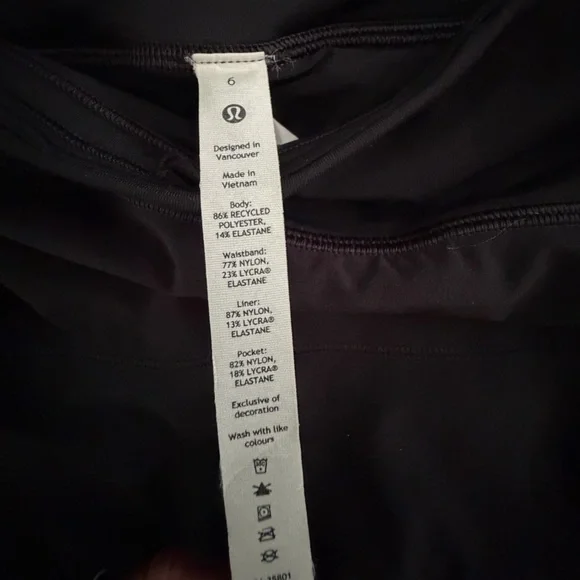 6
Designed in
Vancouver
Made in
Vietnam
Body:
86% RECYCLED
POLYESTER,
14% ELASTANE
Waistband:
77% NYLON,
23% LYCRA®
ELASTANE
Liner:
87% NYLON,
13% LYCRA®
ELASTANE
Pocket:
82% NYLON,
18% LYCRA®
ELASTANE
Exclusive of
decoration
Wash with like
colours